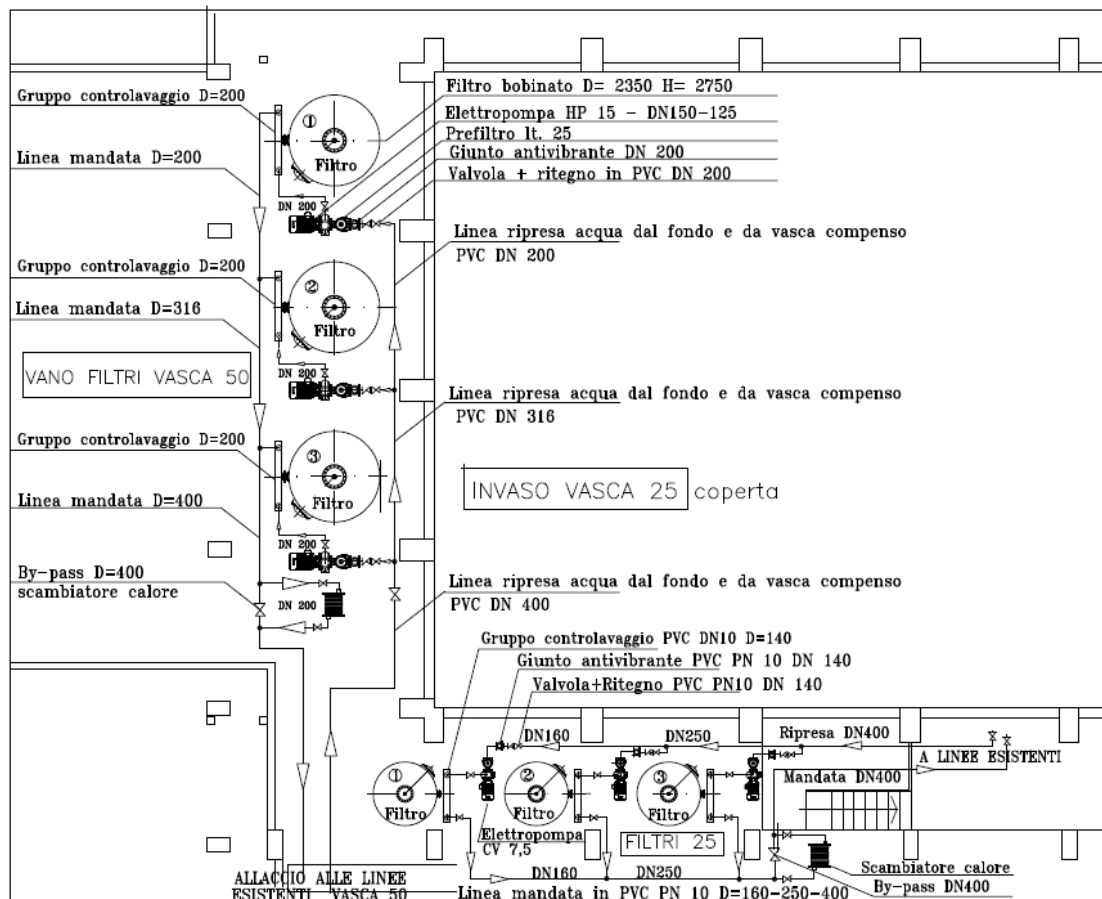 Filtro bobinato D= 2350 H= 2750
Gruppo controlavaggio D=200
Elettropompa HP 15 – DN150-125
Prefiltro lt. 25
Giunto antivibrante DN 200
Valvola + ritegno in PVC DN 200
Linea mandata D=200
1
Filtro
DN 200
Linea ripresa acqua dal fondo e da vasca compenso
PVC DN 200
Gruppo controlavaggio D=200
2
Filtro
Linea mandata D=316
DN 200
VANO FILTRI VASCA 50
Linea ripresa acqua dal fondo e da vasca compenso
PVC DN 316
Gruppo controlavaggio D=200
3
Filtro
Linea mandata D=400
INVASO VASCA 25 coperta
DN 200
By-pass D=400
scambiatore calore
DN 200
Linea ripresa acqua dal fondo e da vasca compenso
PVC DN 400
Gruppo controlavaggio PVC DN10 D=140
Giunto antivibrante PVC PN 10 DN 140
Valvola+Ritegno PVC PN10 DN 140
DN160
DN250
Ripresa DN400
A LINEE ESISTENTI
Mandata DN400
1
Filtro
2
Filtro
3
Filtro
Elettropompa
CV 7,5
FILTRI 25
Scambiatore calore
By-pass DN400
DN160
DN250
ALLACCIO ALLE LINEE
ESISTENTI VASCA 50
Linea mandata in PVC PN 10 D=160-250-400